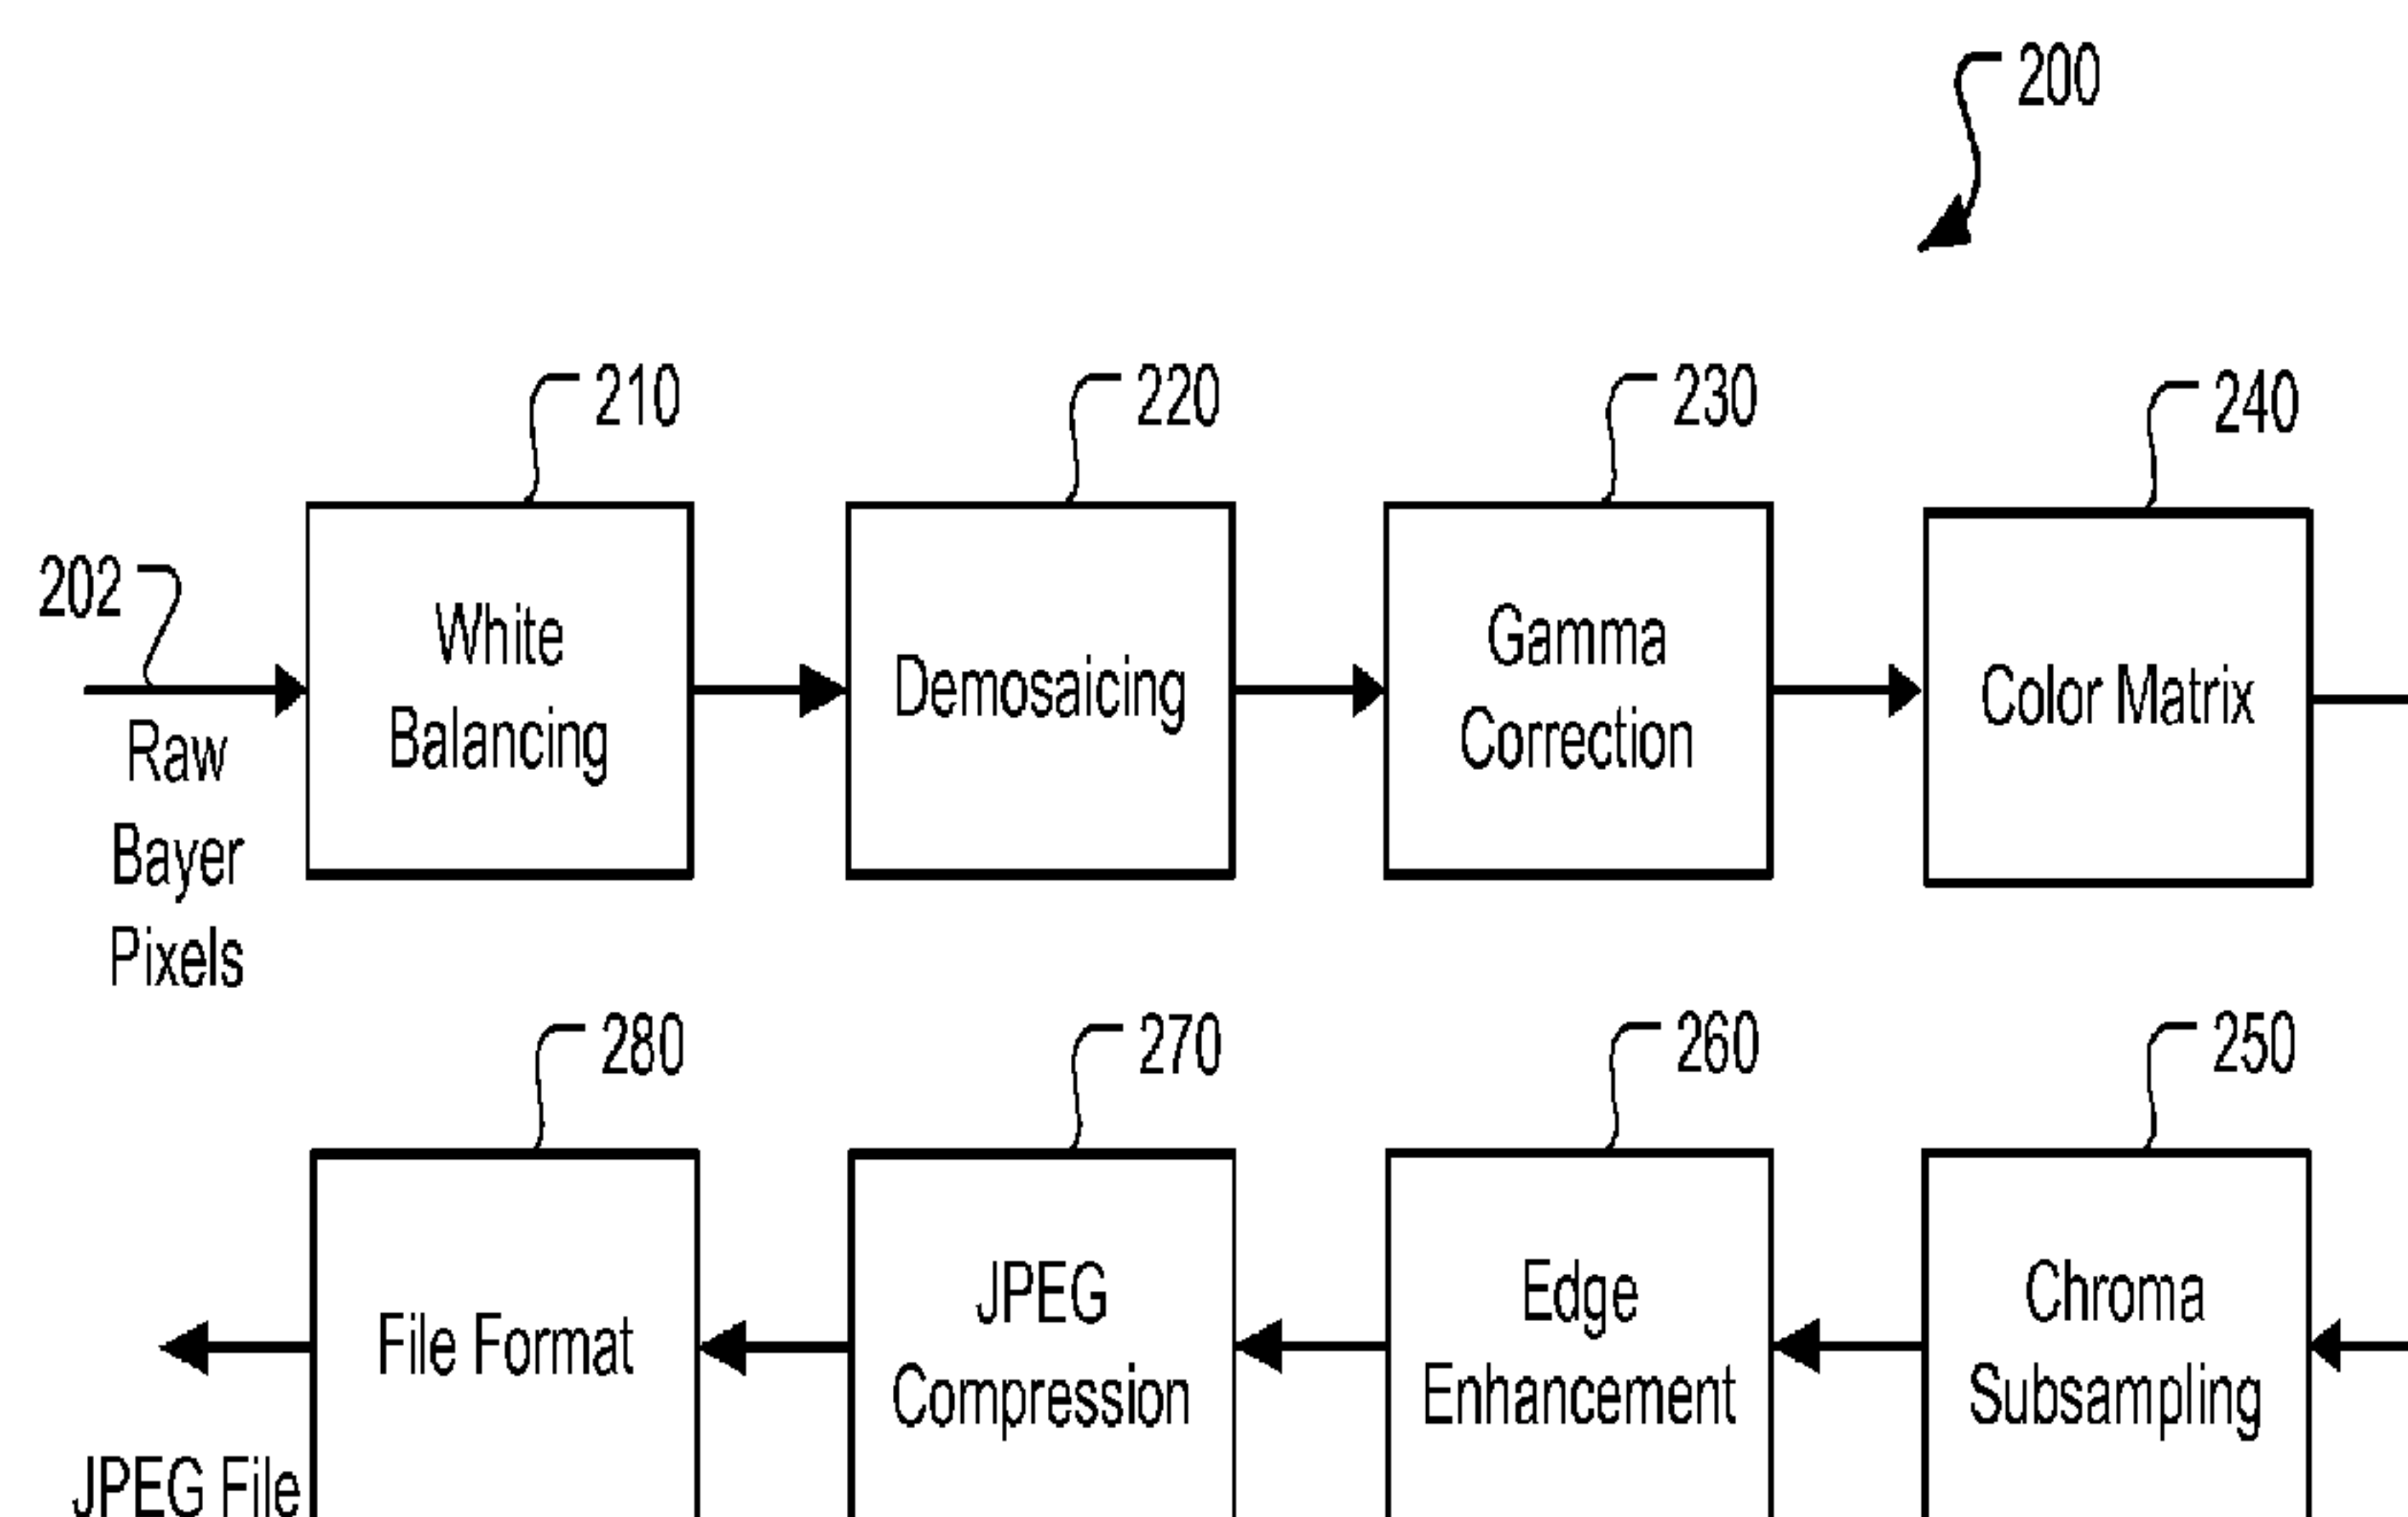 200
210
220
230
240
202
White
Balancing
Demosaicing
Gamma
Correction
Color Matrix
Raw
Bayer
Pixels
280
270
260
250
File Format
JPEG
Compression
Edge
Enhancement
Chroma
Subsampling
JPEG File